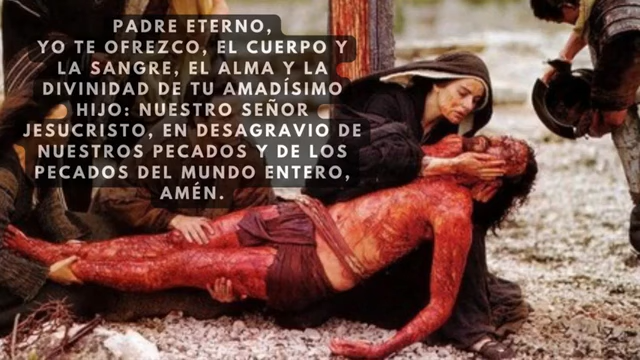 PADRE ETERNO,
YO TE OFREZCO, EL CUERPO Y
LA SANGRE, EL ALMA Y LA
DIVINIDAD DE TU AMADÍSIMO
HIJO: NUESTRO SEÑOR
JESUCRISTO, EN DESAGRAVIO DE
NUESTROS PECADOS Y DE LOS
PECADOS DEL MUNDO ENTERO,
AMÉN.